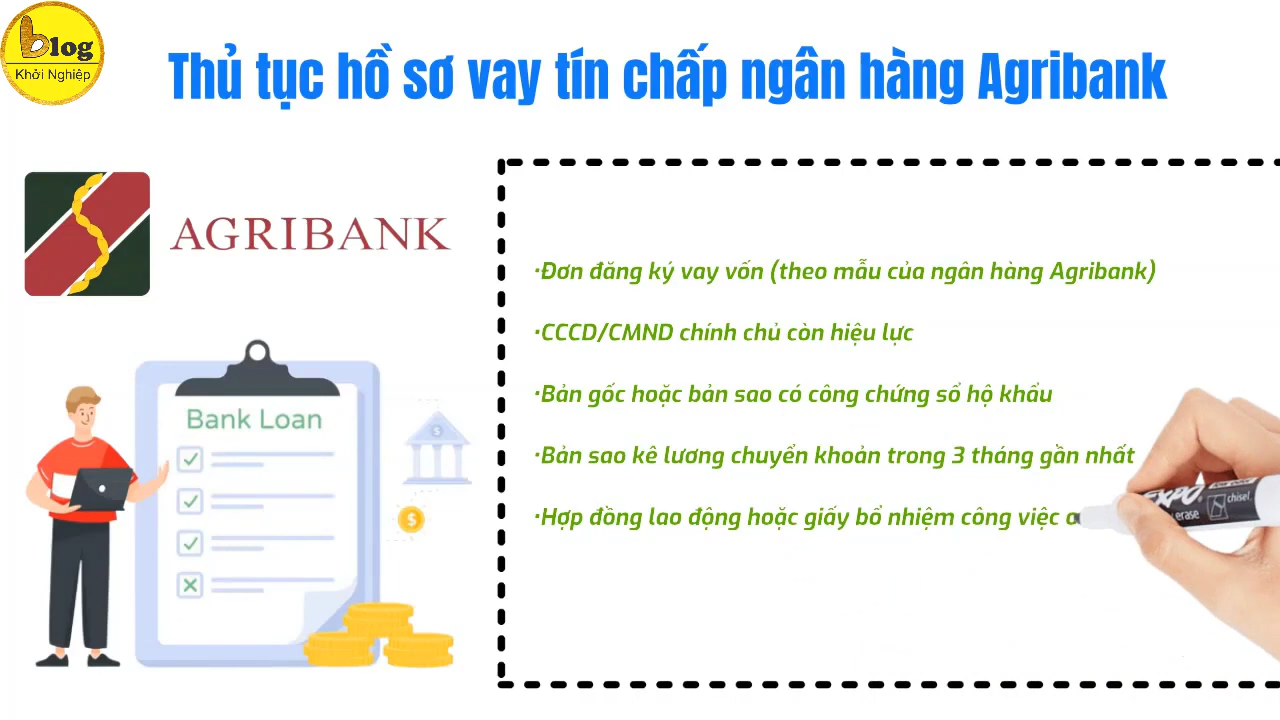 blog
Khởi Nghiệp
Thủ tục hồ sơ vay tín chấp ngân hàng Agribank
AGRIBANK
•Đơn đăng ký vay vốn (theo mẫu của ngân hàng Agribank)
•CCCD/CMND chính chủ còn hiệu lực
•Bản gốc hoặc bản sao có công chứng sổ hộ khẩu
•Bản sao kê lương chuyển khoản trong 3 tháng gần nhất
•Hợp đồng lao động hoặc giấy bổ nhiệm công việc
Bank Loan
EXPO
chisel
erase